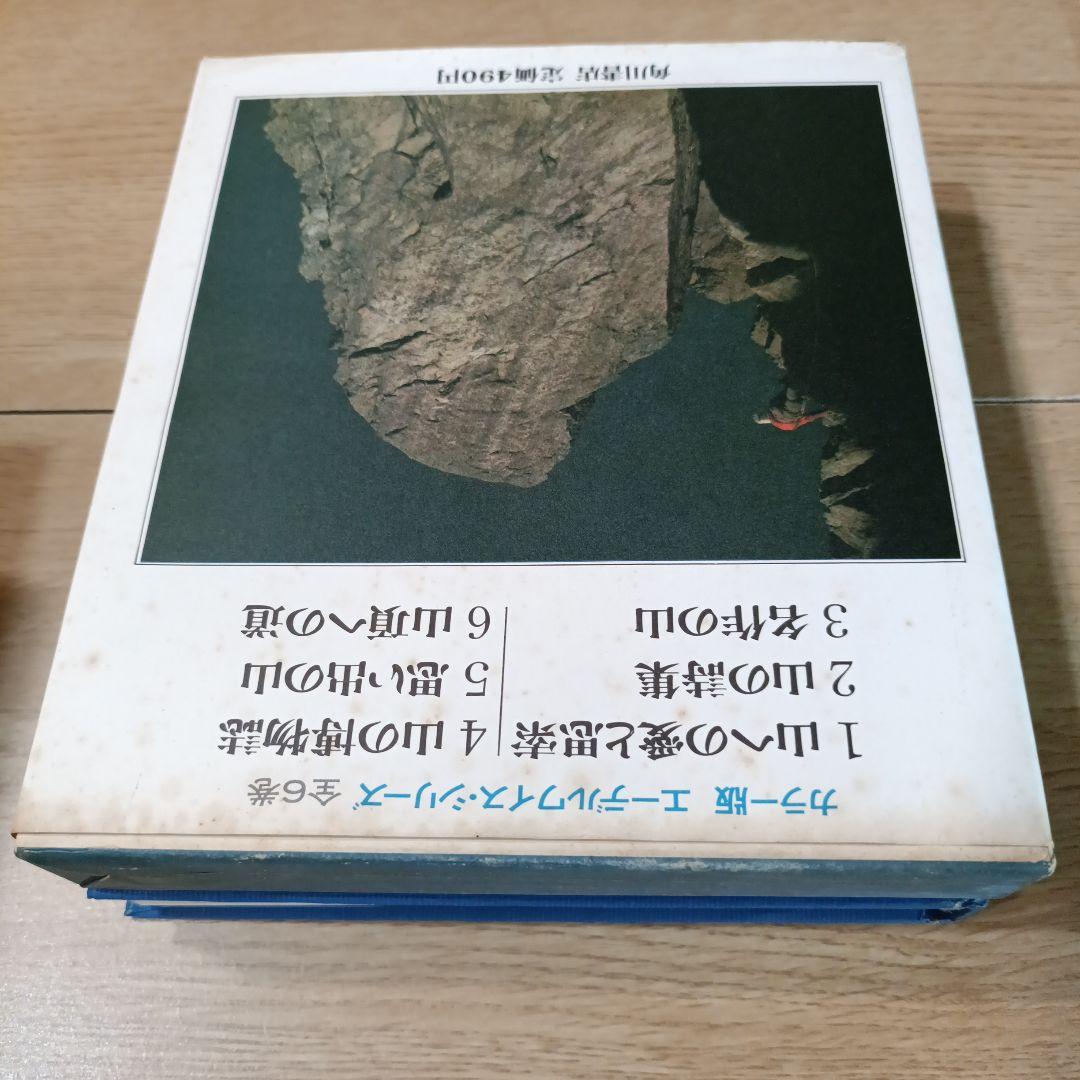 カラー版 エーデルワイス・シリーズ 全6巻
1 山への愛と思索
2 山の詩集
3 名作の山
4 山の博物誌
5 思い出の山
6 山頂への道
角川書店 定価490円